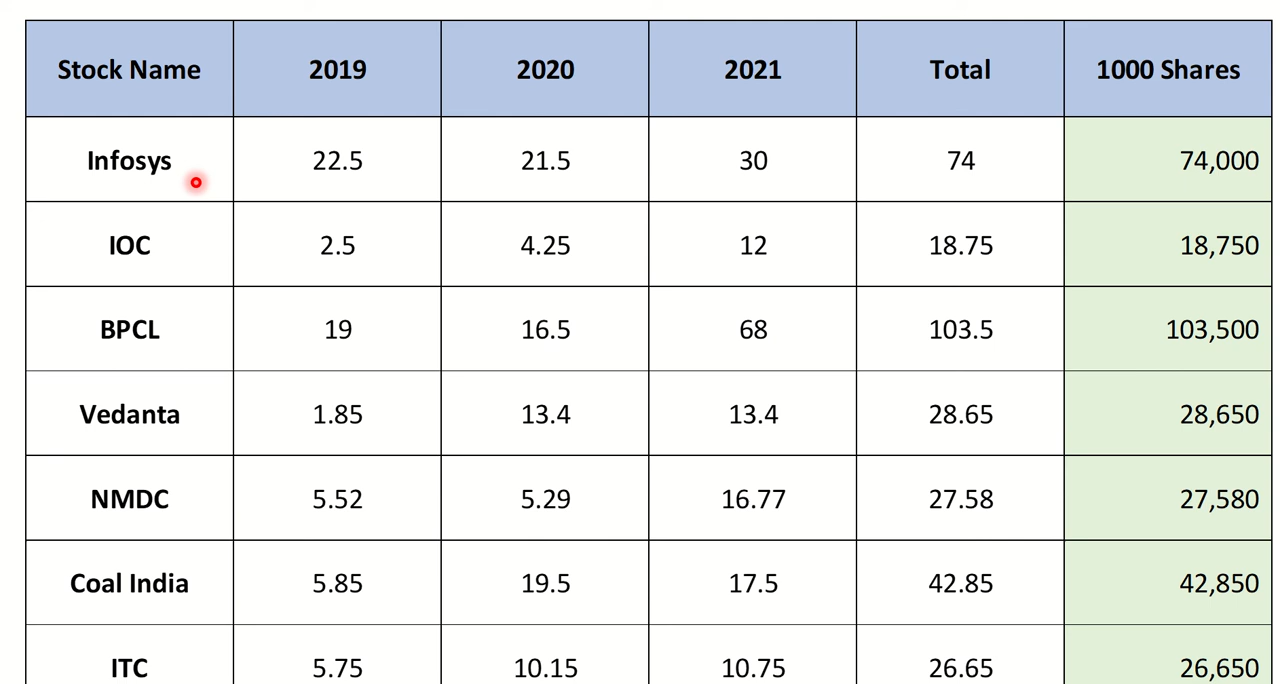 Stock Name 2019 2020 2021 Total 1000 Shares
Infosys 22.5 21.5 30 74 74,000
IOC 2.5 4.25 12 18.75 18,750
BPCL 19 16.5 68 103.5 103,500
Vedanta 1.85 13.4 13.4 28.65 28,650
NMDC 5.52 5.29 16.77 27.58 27,580
Coal India 5.85 19.5 17.5 42.85 42,850
ITC 5.75 10.15 10.75 26.65 26,650